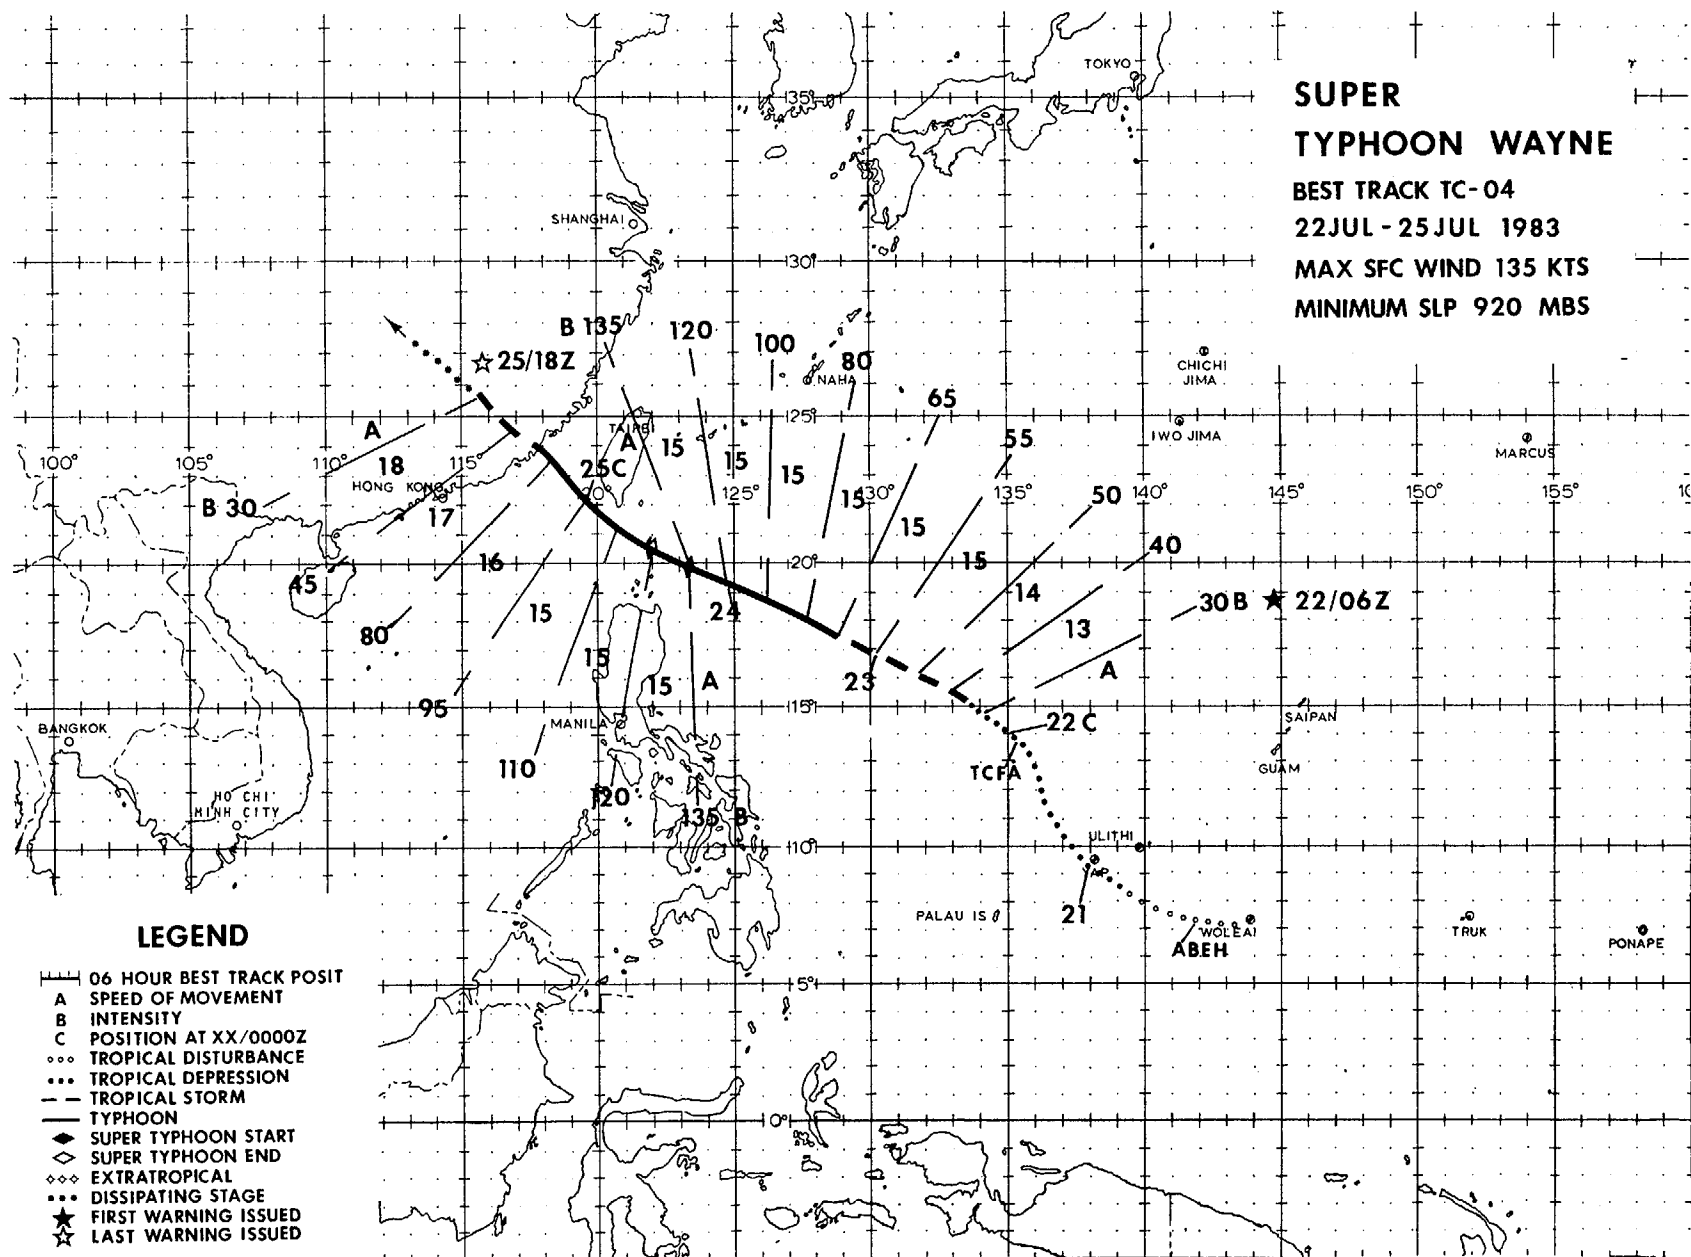 SUPER
TYPHOON WAYNE
BEST TRACK TC-04
22JUL-25JUL 1983
MAX SFC WIND 135 KTS
MINIMUM SLP 920 MBS
TOKYO
35°
SHANGHAI
30°
B 135
120
100
80
65
55
50
40
30 B
22/06Z
25/18Z
NAHA
CHICHI
JIMA
IWO JIMA
MARCUS
25°
TAIPEI
A
15
15
15
15
15
15
14
13
A
A
18
17
16
15
15
15
A
HONG KONG
25C
24
23
22 C
TCFA
21
ABEH
100°
105°
110°
115°
120°
125°
130°
135°
140°
145°
150°
155°
B 30
45
80
95
110
120
135 B
20°
15°
MANILA
BANGKOK
HO CHI
MINH CITY
SAIPAN
GUAM
10°
ULITHI
YAP
PALAU IS
WOLEAI
TRUK
PONAPE
5°
0°
LEGEND
06 HOUR BEST TRACK POSIT
A SPEED OF MOVEMENT
B INTENSITY
C POSITION AT XX/0000Z
TROPICAL DISTURBANCE
TROPICAL DEPRESSION
TROPICAL STORM
TYPHOON
SUPER TYPHOON START
SUPER TYPHOON END
EXTRATROPICAL
DISSIPATING STAGE
FIRST WARNING ISSUED
LAST WARNING ISSUED